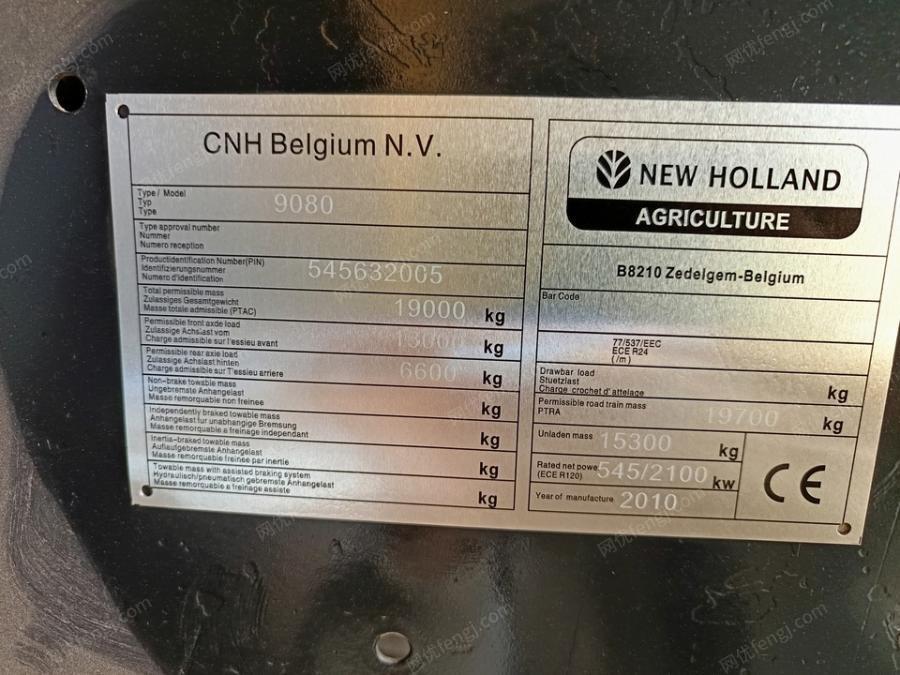 CNH Belgium N.V.
Type / Model
Typ
Type
9080
Type approval number
Nummer
Numero reception
Productidentification Number(PIN)
Identifizierungsnummer
Numero d'identification
545632005
Total permissible mass
Zulassiges Gesamtgewicht
Masse totale admissible (PTAC)
19000 kg
Permissible front axde load
Zulassige Achslast vom
Charge admissible sur l'essieu avant
13000 kg
Permissible rear axle load
Zulassige Achslast hinten
Charge admissible sur T'essieu arriere
6600 kg
Non-brake towable mass
Ungebremste Anhangelast
Masse remorquable non freinee
kg
Independently braked towable mass
Anhangelast fur unabhangige Bremsung
Masse remorquable a freinage independant
kg
Inertia-braked towable mass
Auflaufgebremste Anhangelast
Masse remorquable freinee par inertie
kg
Towable mass with assisted braking system
Hydraulisch/pneumatisch gebremste Anhangelast
Masse remorquable a freinage assiste
kg
NEW HOLLAND
AGRICULTURE
B8210 Zedelgem-Belgium
Bar Code
77/537/EEC
ECE R24
(/m)
Drawbar load
Stuetzlast
Charge crochet d' attelage
kg
Permissible road train mass
PTRA
19700 kg
Unladen mass 15300 kg
Rated net powe
(ECE R120)
545/2100 kw
Year of manufacture 2010
CE
网优fengj.com